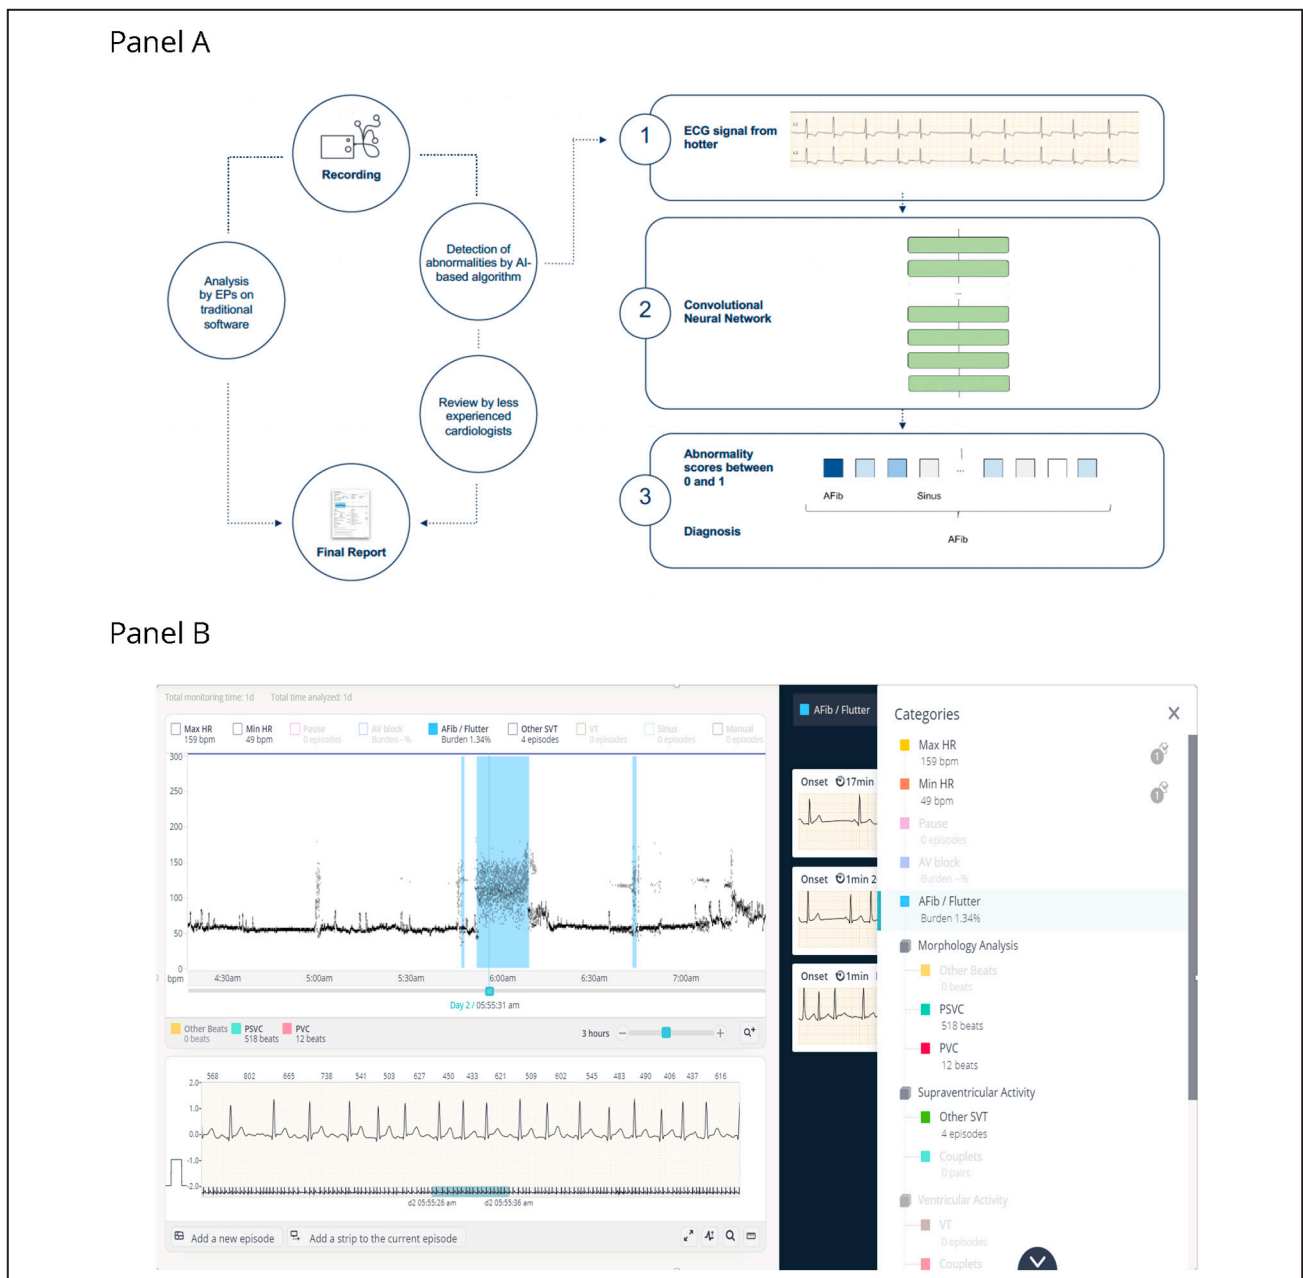 Panel A
Recording
Analysis
by EPs on
traditional
software
Detection of
abnormalities by AI-
based algorithm
Review by less
experienced
cardiologists
Final Report
1
ECG signal from
hotter
2
Convolutional
Neural Network
3
Abnormality
scores between
0 and 1
Diagnosis
...
AFib
Sinus
AFib
Panel B
Total monitoring time: 1d
Total time analyzed: 1d
Max HR
159 bpm
Min HR
49 bpm
Pause
0 episodes
AV block
Burden --%
AFib / Flutter
Burden 1.34%
Other SVT
4 episodes
VT
0 episodes
Sinus
0 episodes
Manual
0 episodes
300
250
200
150
100
50
0
bpm
4:30am
5:00am
5:30am
6:00am
6:30am
7:00am
Day 2 / 05:55:31 am
Other Beats
0 beats
PSVC
518 beats
PVC
12 beats
3 hours
568 802 665 738 541 503 627 450 433 621 509 602 545 483 490 406 437 616
2.0
1.0
0.0
-1.0
-2.0
d2 05:55:26 am
d2 05:55:36 am
Add a new episode
Add a strip to the current episode
AFib / Flutter
Onset 17min
Onset 1min 2
Onset 1min
Categories
X
Max HR
159 bpm
1
Min HR
49 bpm
1
Pause
0 episodes
AV block
Burden --%
AFib / Flutter
Burden 1.34%
Morphology Analysis
Other Beats
0 beats
PSVC
518 beats
PVC
12 beats
Supraventricular Activity
Other SVT
4 episodes
Couplets
0 pairs
Ventricular Activity
VT
0 episodes
Couplets